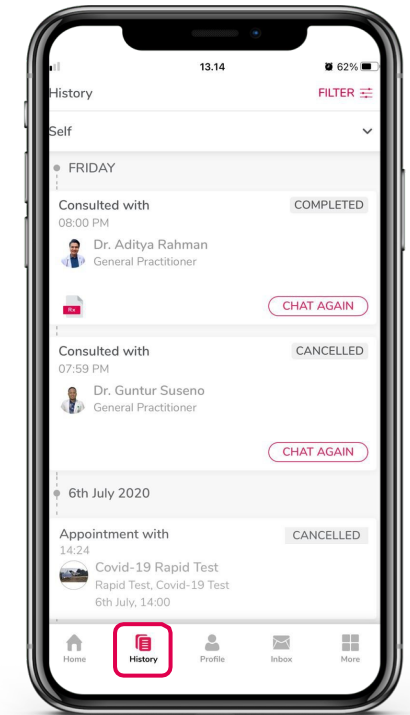 13.14
62%
History
FILTER
Self
FRIDAY
Consulted with
COMPLETED
08:00 PM
Dr. Aditya Rahman
General Practitioner
Rx
CHAT AGAIN
Consulted with
CANCELLED
07:59 PM
Dr. Guntur Suseno
General Practitioner
CHAT AGAIN
6th July 2020
Appointment with
CANCELLED
14:24
Covid-19 Rapid Test
Rapid Test, Covid-19 Test
6th July, 14:00
Home
History
Profile
Inbox
More